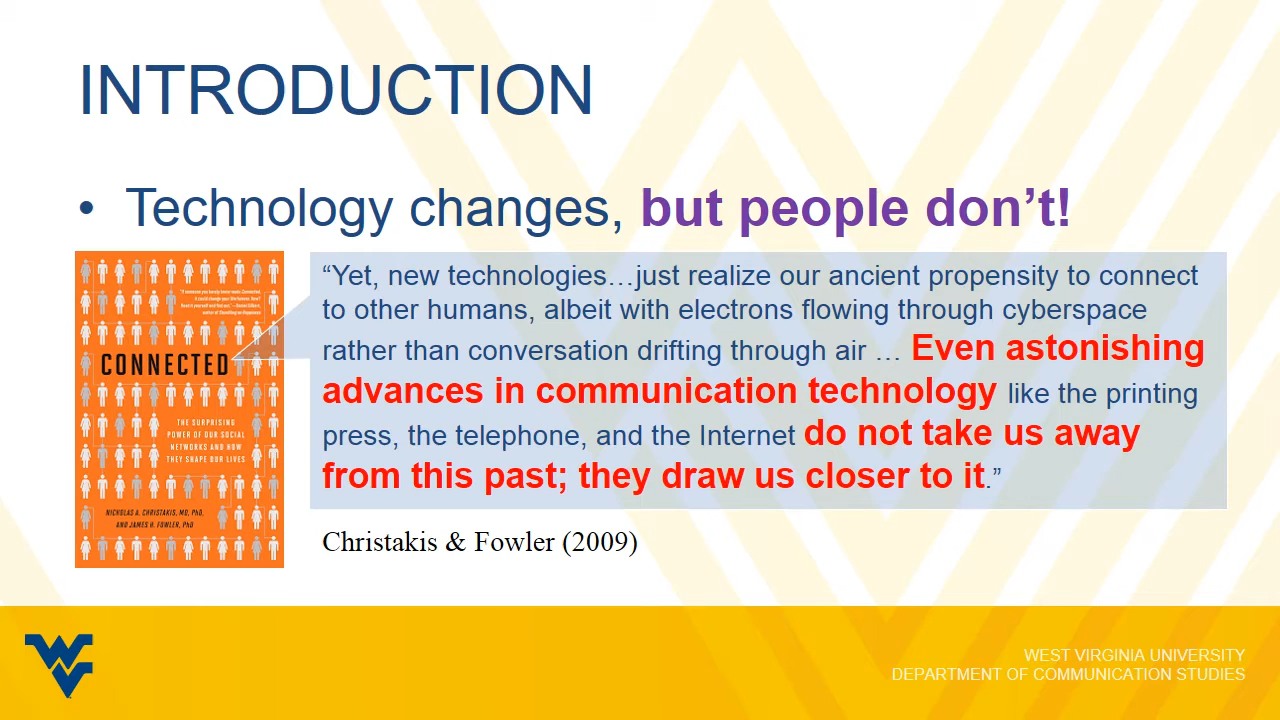 INTRODUCTION
• Technology changes, but people don’t!
“Yet, new technologies…just realize our ancient propensity to connect
to other humans, albeit with electrons flowing through cyberspace
rather than conversation drifting through air … Even astonishing
advances in communication technology like the printing
press, the telephone, and the Internet do not take us away
from this past; they draw us closer to it.”
CONNECTED
THE SURPRISING
POWER OF OUR SOCIAL
NETWORKS AND HOW
THEY SHAPE OUR LIVES
NICHOLAS A. CHRISTAKIS, MD, PhD,
AND JAMES H. FOWLER, PhD
Christakis & Fowler (2009)
WEST VIRGINIA UNIVERSITY
DEPARTMENT OF COMMUNICATION STUDIES